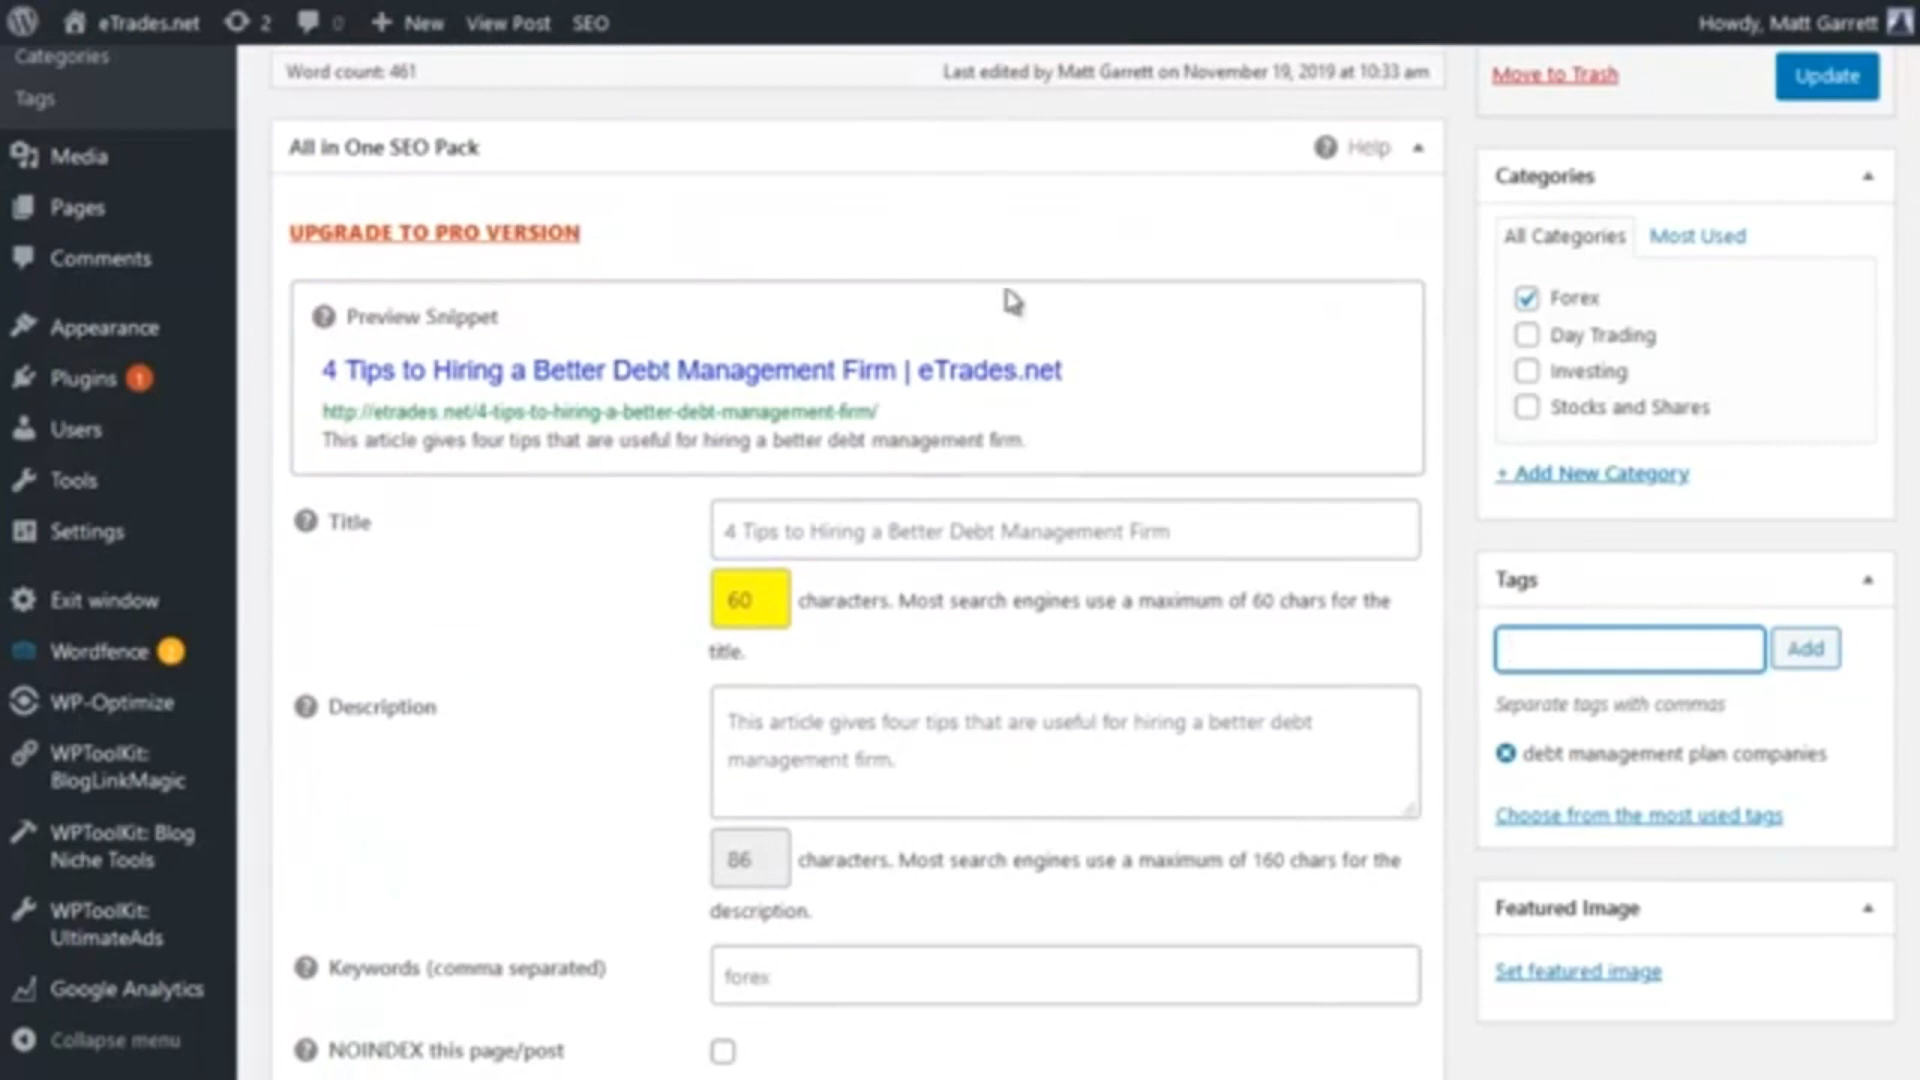 eTrades.net 2 0 New View Post SEO Howdy, Matt Garrett
Categories
Tags
Media
Pages
Comments
Appearance
Plugins 1
Users
Tools
Settings
Exit window
Wordfence
WP-Optimize
WPToolKit:
BlogLinkMagic
WPToolKit: Blog
Niche Tools
WPToolKit:
UltimateAds
Google Analytics
Collapse menu
Word count: 461 Last edited by Matt Garrett on November 19, 2019 at 10:33 am
All in One SEO Pack Help
UPGRADE TO PRO VERSION
Preview Snippet
4 Tips to Hiring a Better Debt Management Firm | eTrades.net
http://etrades.net/4-tips-to-hiring-a-better-debt-management-firm/
This article gives four tips that are useful for hiring a better debt management firm.
Title
4 Tips to Hiring a Better Debt Management Firm
60 characters. Most search engines use a maximum of 60 chars for the
title.
Description
This article gives four tips that are useful for hiring a better debt
management firm.
86 characters. Most search engines use a maximum of 160 chars for the
description.
Keywords (comma separated)
forex
NOINDEX this page/post
Move to Trash Update
Categories
All Categories Most Used
Forex
Day Trading
Investing
Stocks and Shares
+ Add New Category
Tags
Add
Separate tags with commas
debt management plan companies
Choose from the most used tags
Featured Image
Set featured image